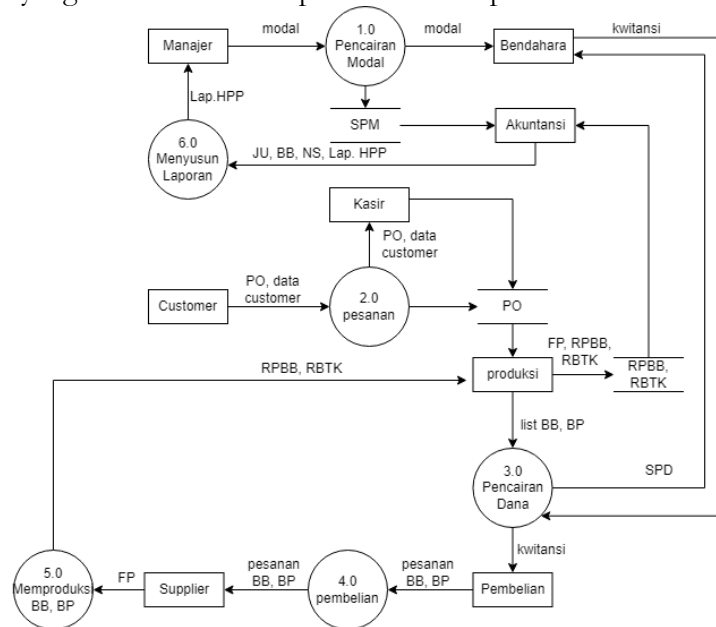 modal
modal
kwitansi
Manajer
1.0
Pencairan
Modal
Bendahara
Lap.HPP
SPM
Akuntansi
6.0
Menyusun
Laporan
JU, BB, NS, Lap. HPP
Kasir
PO, data
customer
PO, data
customer
Customer
2.0
pesanan
PO
FP, RPBB,
RBTK
RPBB, RBTK
produksi
RPBB,
RBTK
list BB, BP
3.0
Pencairan
Dana
SPD
kwitansi
5.0
Memproduksi
BB, BP
FP
Supplier
pesanan
BB, BP
4.0
pembelian
pesanan
BB, BP
Pembelian